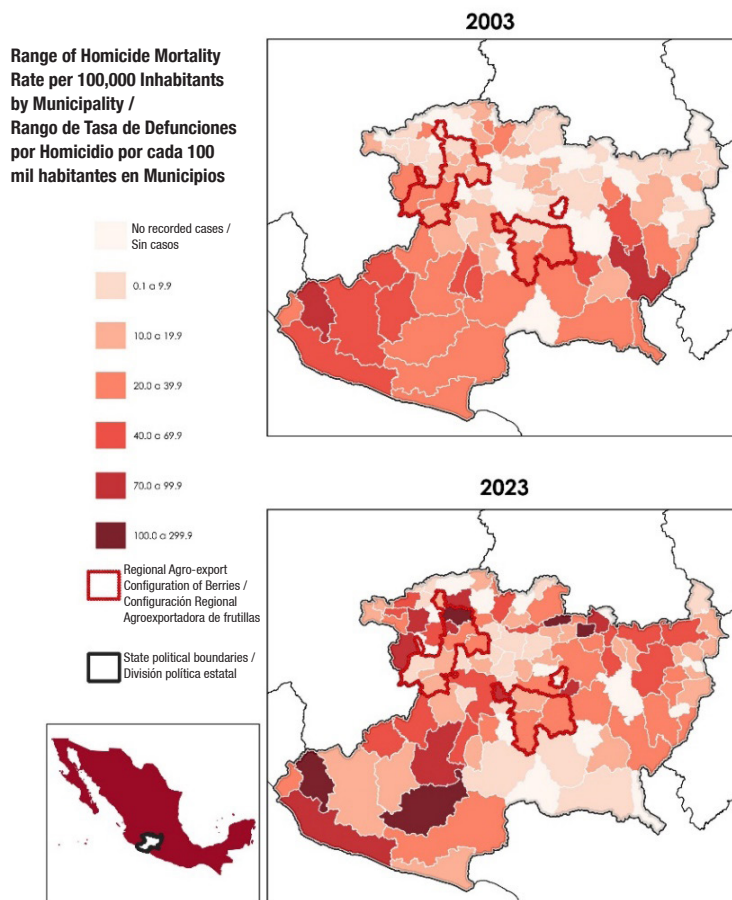 2003
Range of Homicide Mortality
Rate per 100,000 Inhabitants
by Municipality /
Rango de Tasa de Defunciones
por Homicidio por cada 100
mil habitantes en Municipios
No recorded cases /
Sin casos
0.1 a 9.9
10.0 a 19.9
20.0 a 39.9
40.0 a 69.9
70.0 a 99.9
100.0 a 299.9
Regional Agro-export
Configuration of Berries /
Configuración Regional
Agroexportadora de frutillas
State political boundaries /
División política estatal
2023